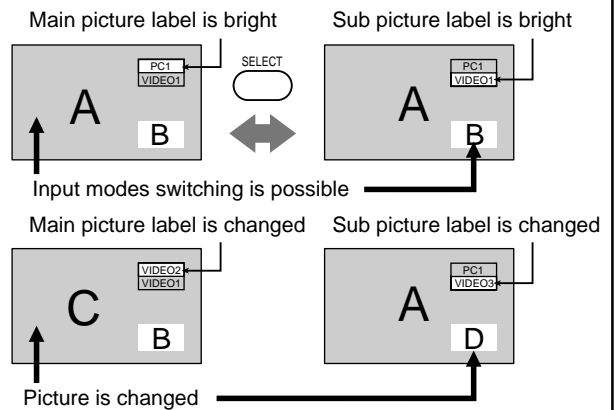 Main picture label is bright
Sub picture label is bright
PC1
VIDEO1
A
B
SELECT
PC1
VIDEO1
A
B
Input modes switching is possible
Main picture label is changed
Sub picture label is changed
VIDEO2
VIDEO1
C
B
PC1
VIDEO3
A
D
Picture is changed